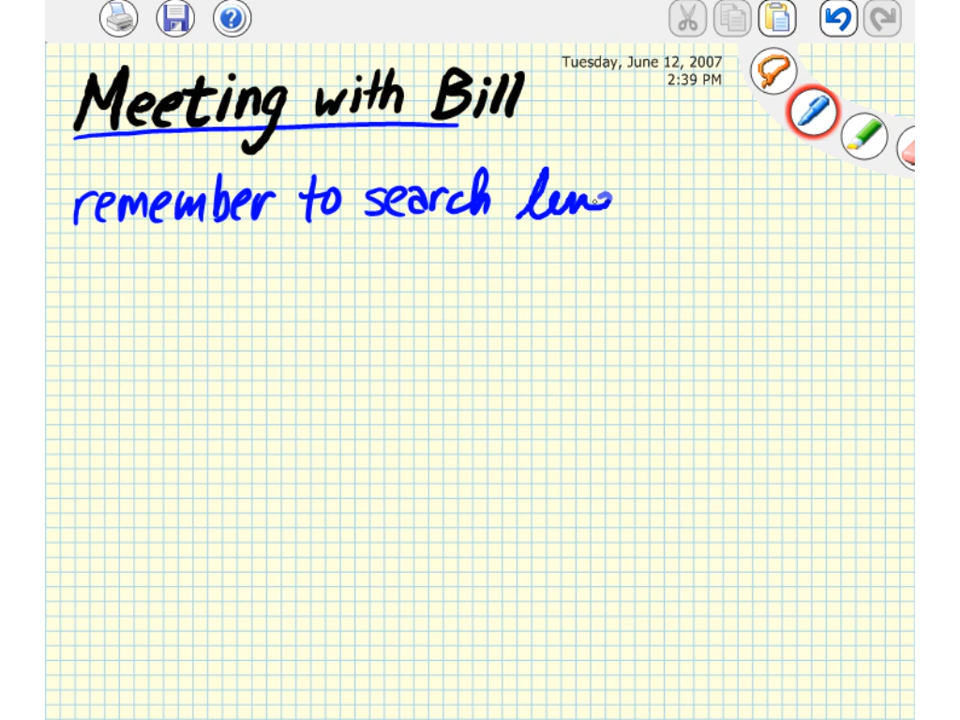 Meeting with Bill
Tuesday, June 12, 2007
2:39 PM
remember to search